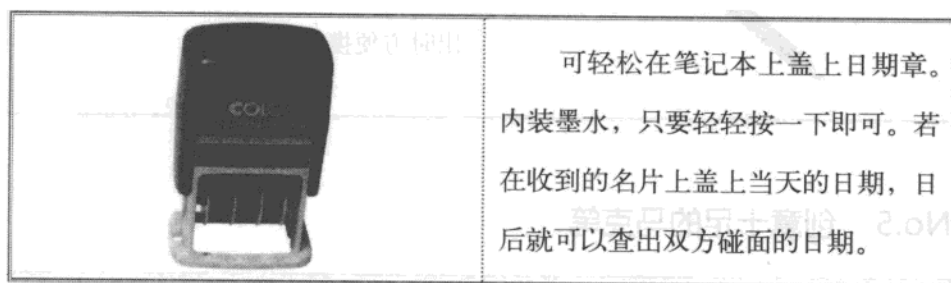 COL
可轻松在笔记本上盖上日期章。
内装墨水，只要轻轻按一下即可。若
在收到的名片上盖上当天的日期，日
后就可以查出双方碰面的日期。